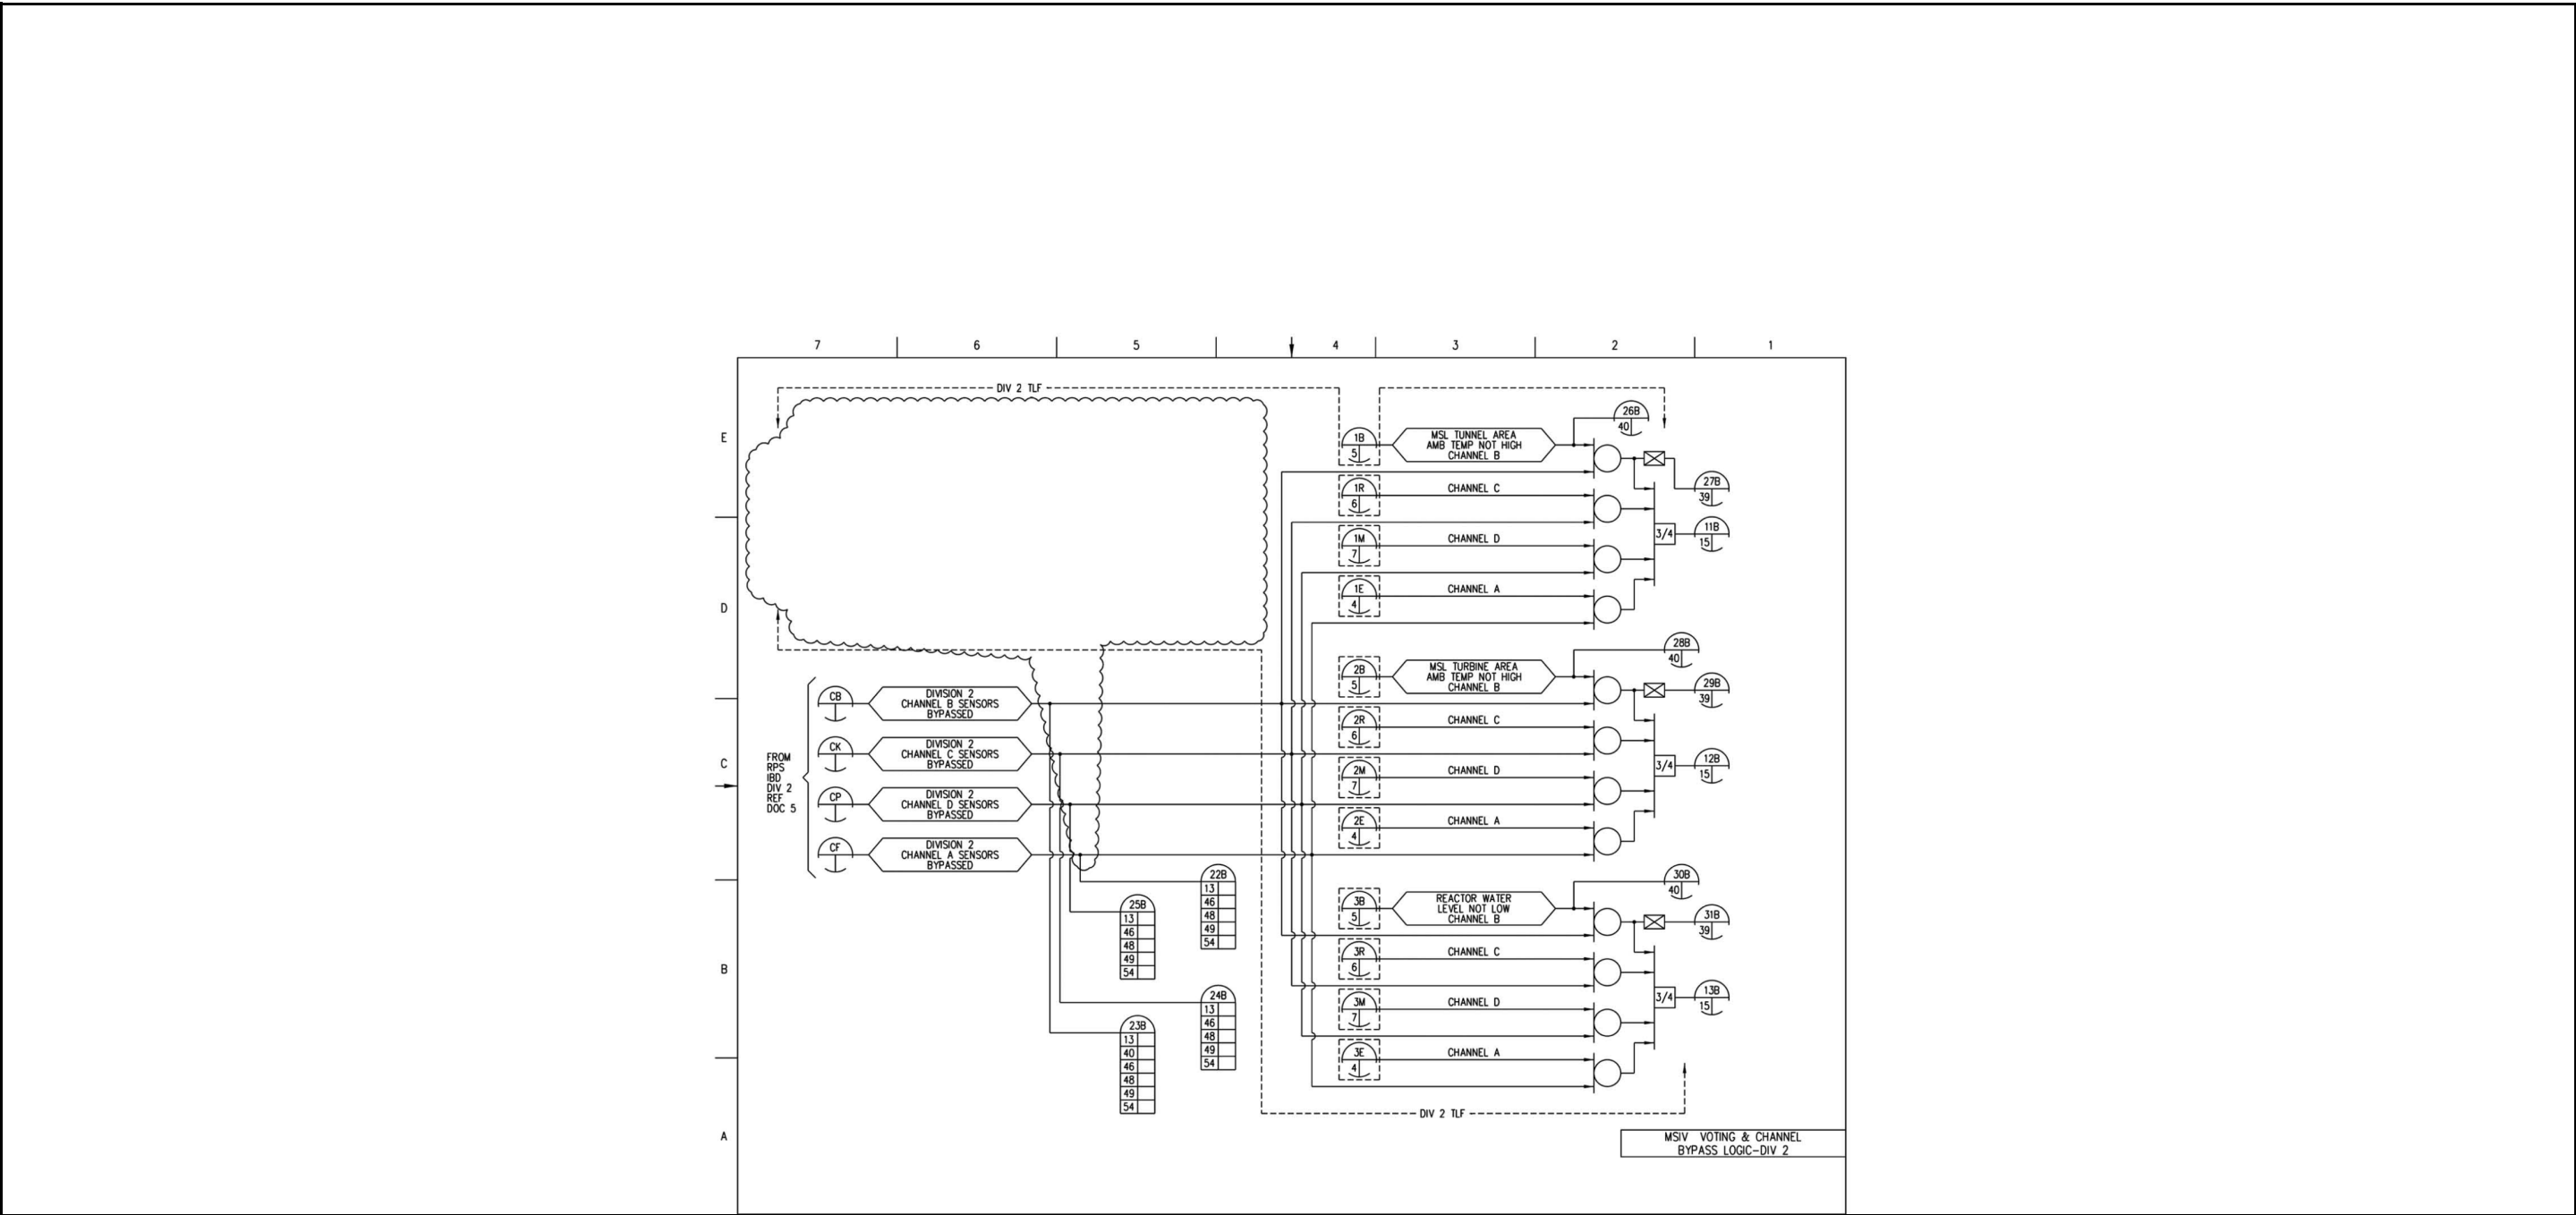 7 6 5 4 3 2 1
E
D
C
B
A
DIV 2 TLF
26B
40
1B
5
MSL TUNNEL AREA
AMB TEMP NOT HIGH
CHANNEL B
27B
39
1R
6
CHANNEL C
3/4
11B
15
1M
7
CHANNEL D
1E
4
CHANNEL A
28B
40
2B
5
MSL TURBINE AREA
AMB TEMP NOT HIGH
CHANNEL B
29B
39
2R
6
CHANNEL C
3/4
12B
15
2M
7
CHANNEL D
2E
4
CHANNEL A
FROM
RPS
IBD
DIV 2
REF
DOC 5
CB
DIVISION 2
CHANNEL B SENSORS
BYPASSED
CK
DIVISION 2
CHANNEL C SENSORS
BYPASSED
CP
DIVISION 2
CHANNEL D SENSORS
BYPASSED
CF
DIVISION 2
CHANNEL A SENSORS
BYPASSED
22B
13
46
48
49
54
25B
13
46
48
49
54
24B
13
46
48
49
54
23B
13
40
46
48
49
54
30B
40
3B
5
REACTOR WATER
LEVEL NOT LOW
CHANNEL B
31B
39
3R
6
CHANNEL C
3/4
13B
15
3M
7
CHANNEL D
3E
4
CHANNEL A
DIV 2 TLF
MSIV VOTING & CHANNEL
BYPASS LOGIC-DIV 2